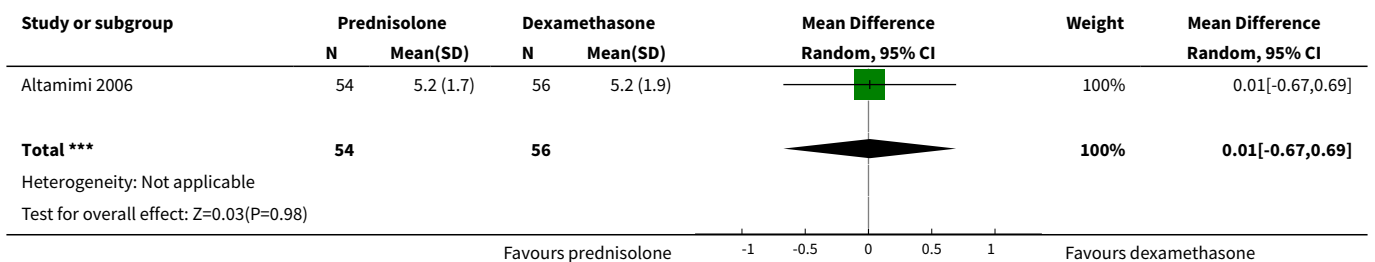 Study or subgroup Prednisolone Dexamethasone Mean Difference Weight Mean Difference
N Mean(SD) N Mean(SD) Random, 95% CI Random, 95% CI
Altamimi 2006 54 5.2 (1.7) 56 5.2 (1.9) 100% 0.01[-0.67,0.69]
Total *** 54 56 100% 0.01[-0.67,0.69]
Heterogeneity: Not applicable
Test for overall effect: Z=0.03(P=0.98)
Favours prednisolone -1 -0.5 0 0.5 1 Favours dexamethasone